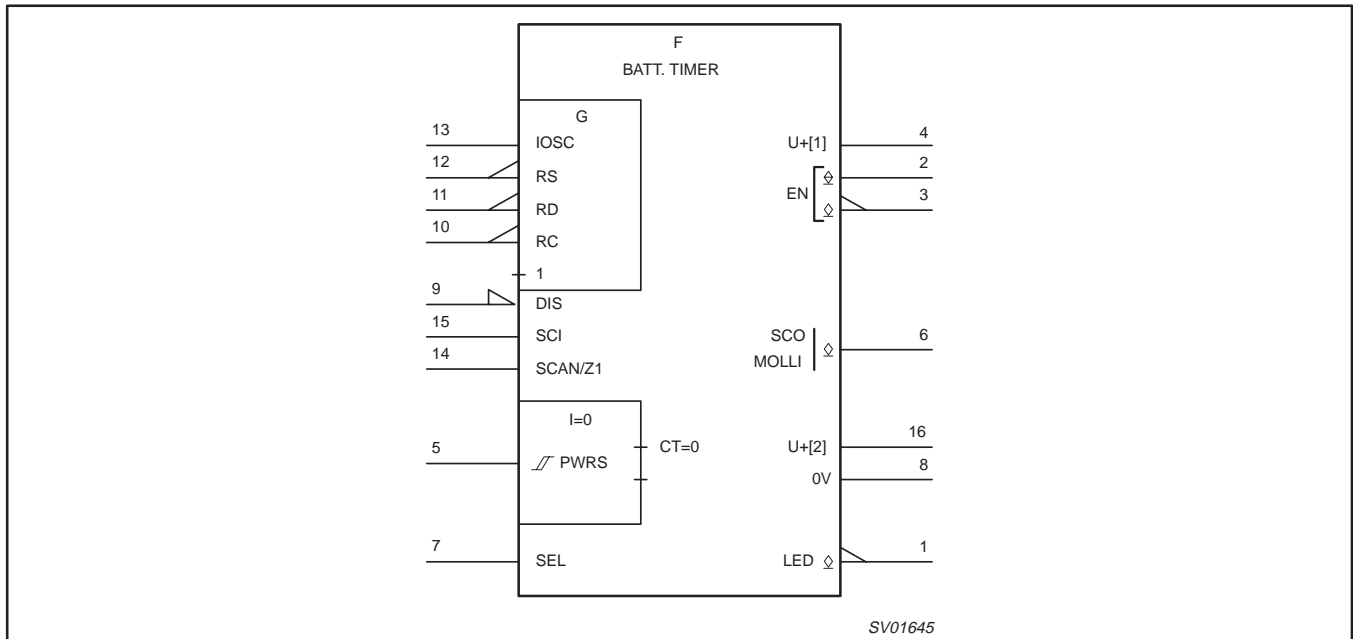 F
BATT. TIMER
G
13 IOSC U+[1] 4
12 RS 2
EN
11 RD 3
10 RC
1
9 DIS
15 SCI SCO 6
MOLLI
14 SCAN/Z1
I=0
5 PWRS CT=0 U+[2] 16
0V 8
7 SEL LED 1
SV01645